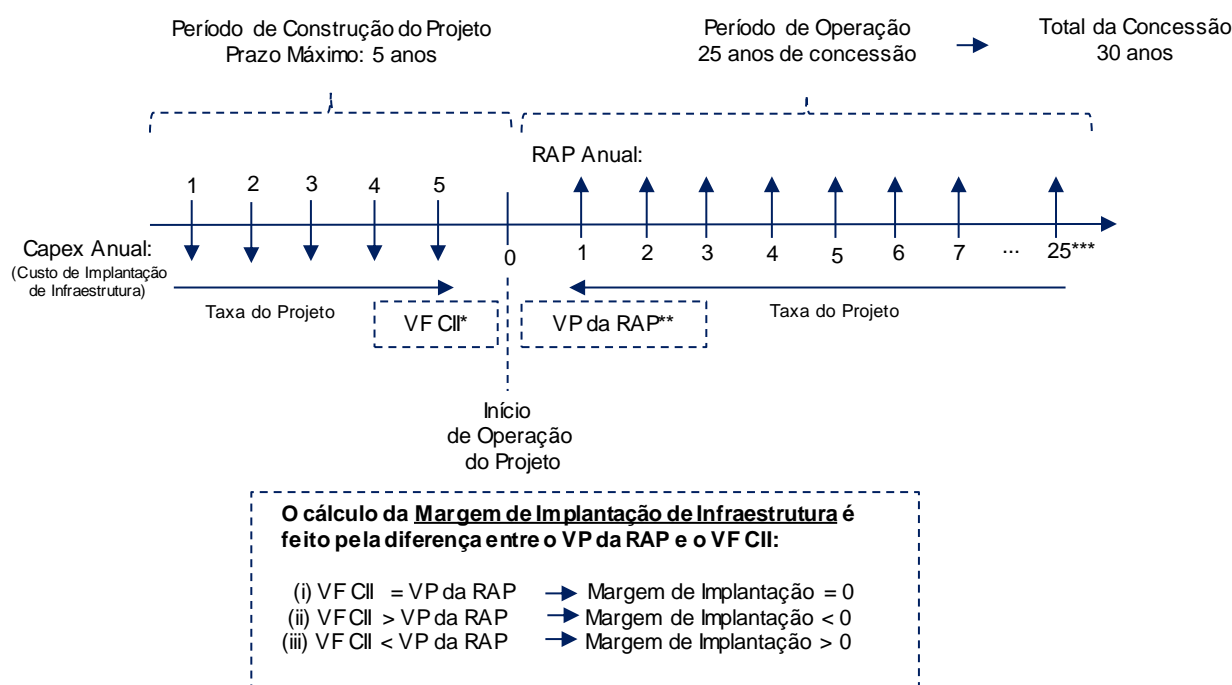 Período de Construção do Projeto
Prazo Máximo: 5 anos
Período de Operação
25 anos de concessão
Total da Concessão
30 anos
RAP Anual:
1 2 3 4 5
Capex Anual:
(Custo de Implantação
de Infraestrutura)
0 1 2 3 4 5 6 7 ... 25***
Taxa do Projeto
VF CII*
VP da RAP**
Taxa do Projeto
Início
de Operação
do Projeto
O cálculo da Margem de Implantação de Infraestrutura é
feito pela diferença entre o VP da RAP e o VF CII:
(i) VF CII = VP da RAP Margem de Implantação = 0
(ii) VF CII > VP da RAP Margem de Implantação < 0
(iii) VF CII < VP da RAP Margem de Implantação > 0